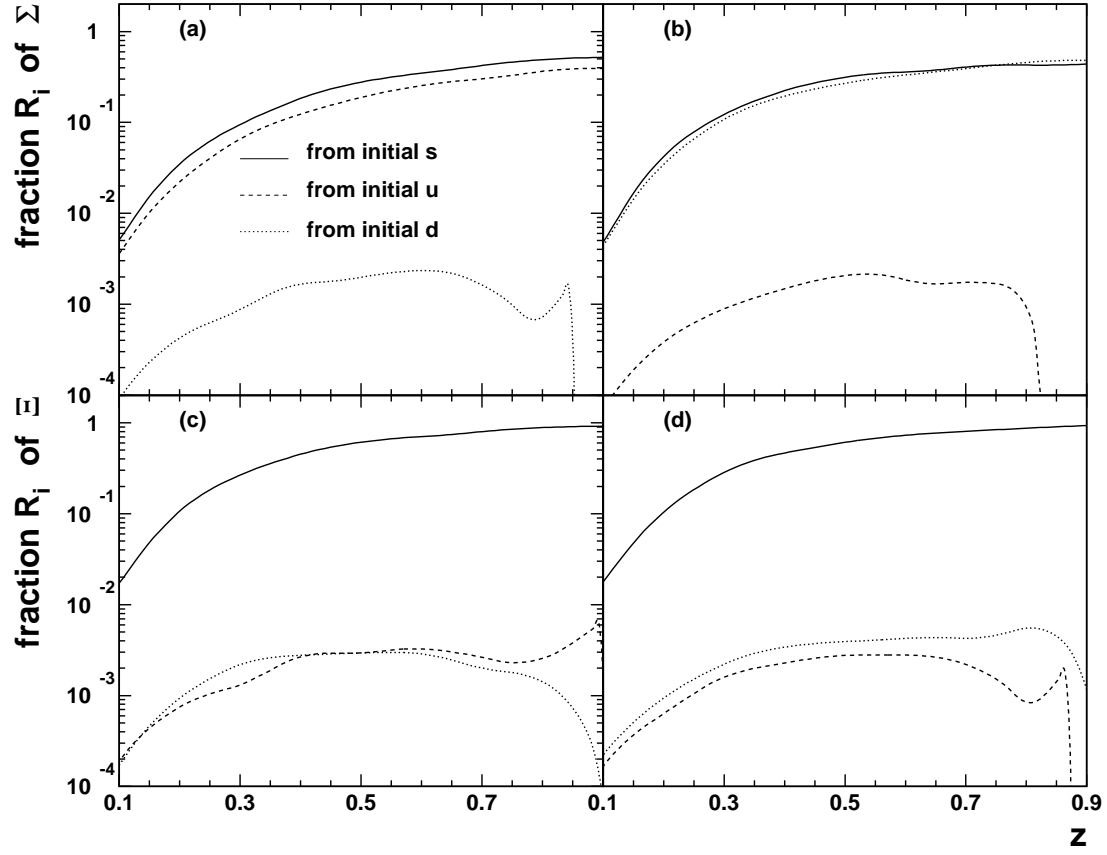 fraction R_i of Σ
(a)
(b)
1
10^-1
10^-2
10^-3
10^-4
from initial s
from initial u
from initial d
fraction R_i of Ξ
(c)
(d)
1
10^-1
10^-2
10^-3
10^-4
0.1 0.3 0.5 0.7 0.1 0.3 0.5 0.7 0.9
z